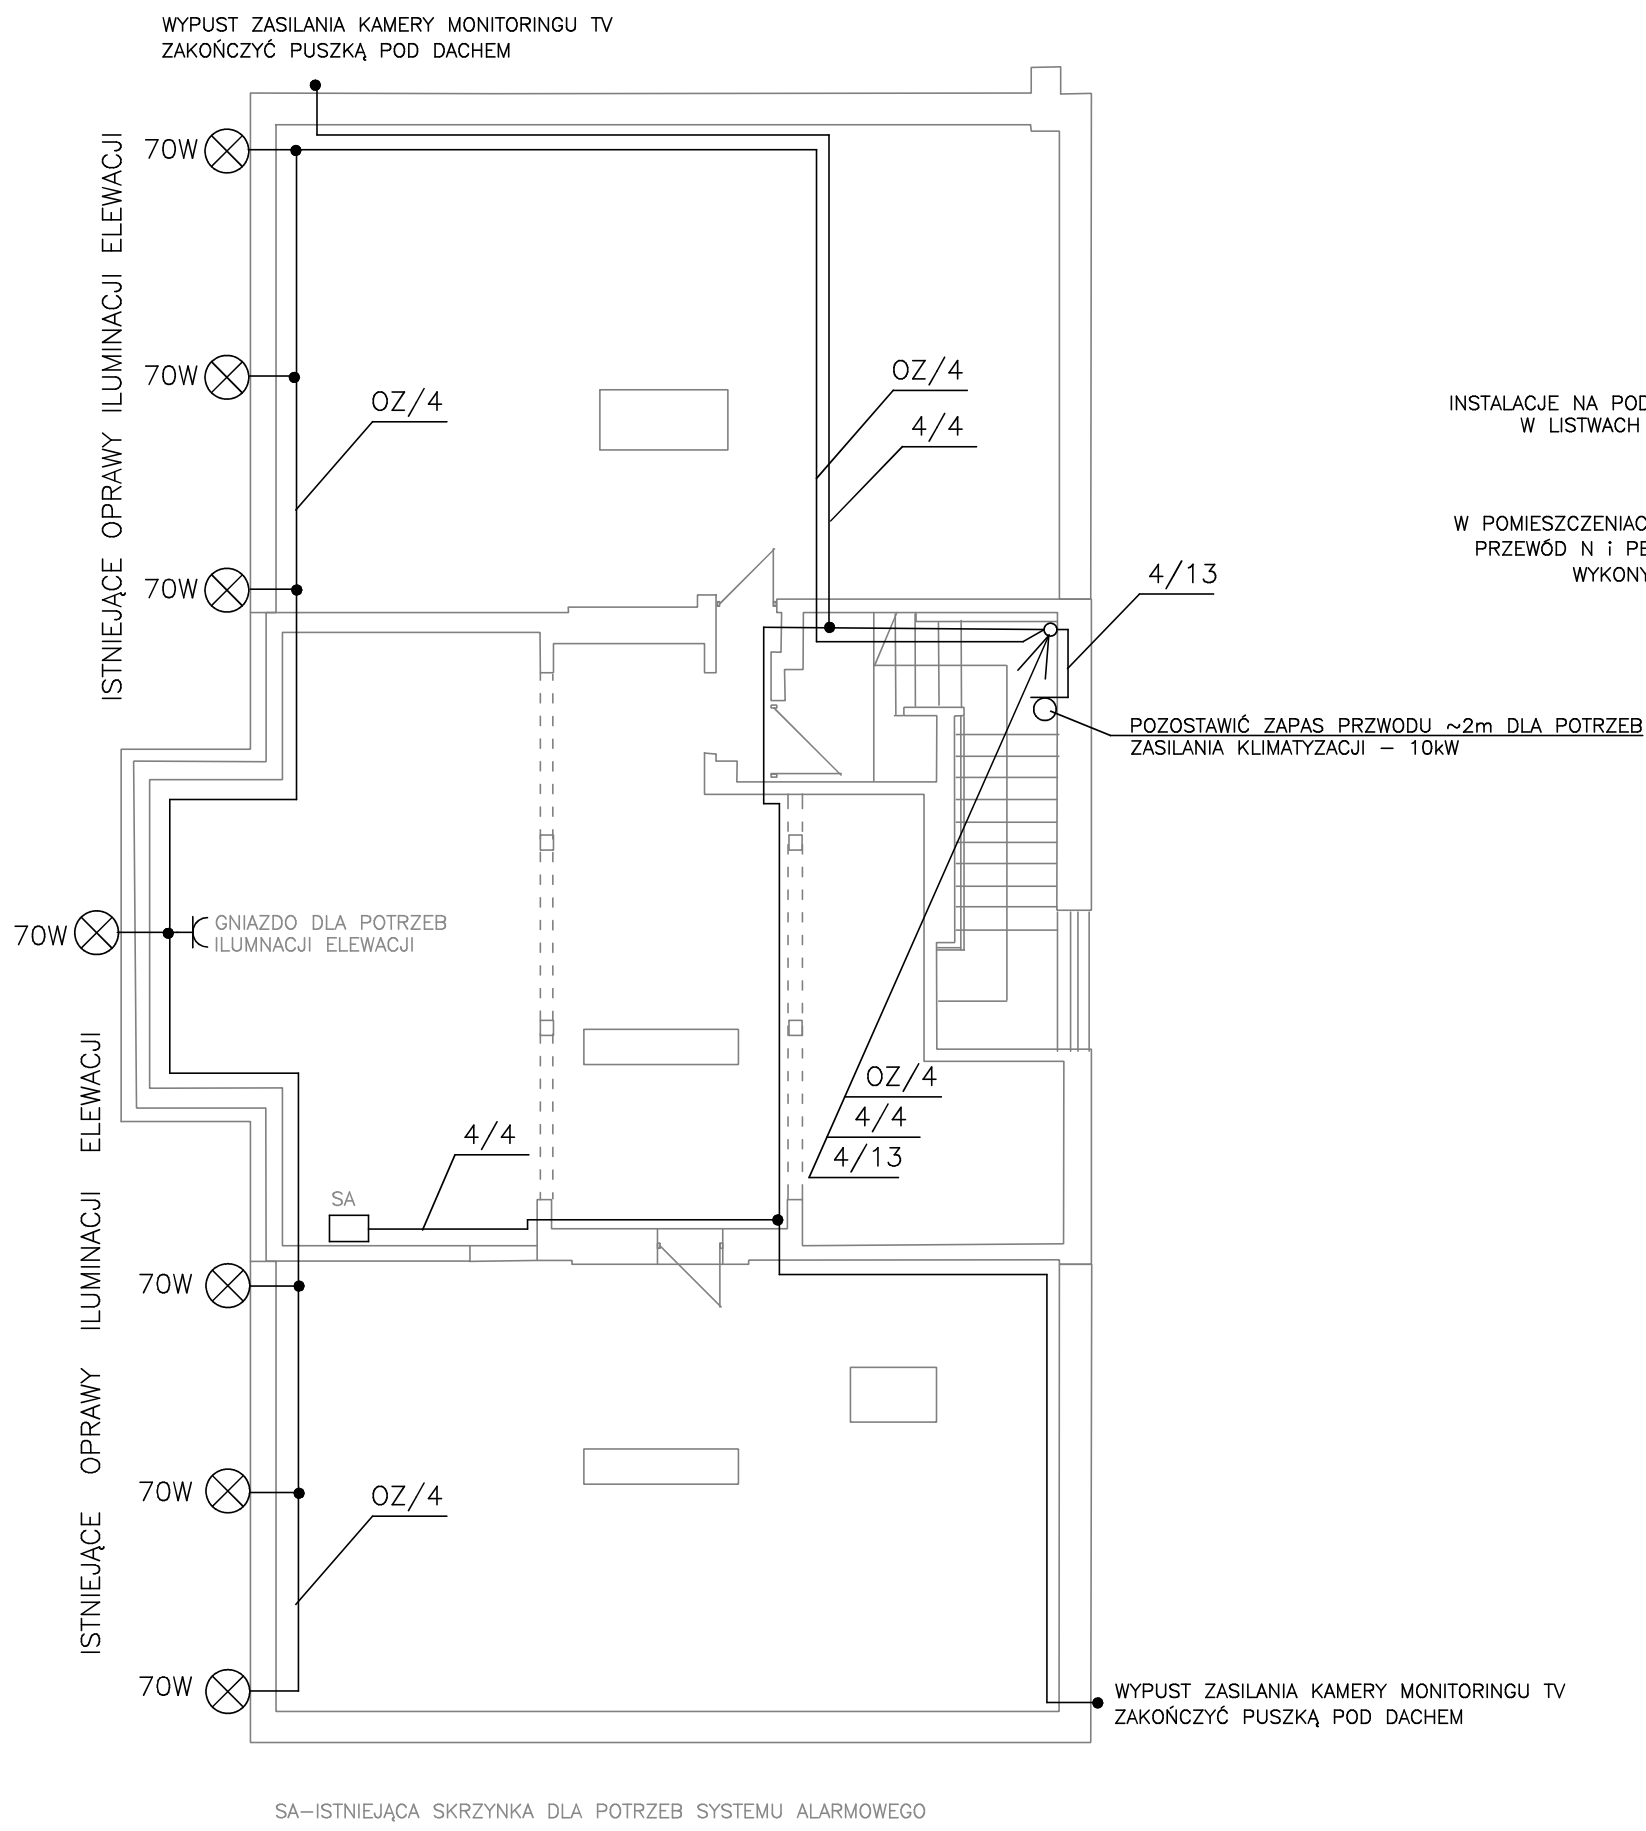 WYPUST ZASILANIA KAMERY MONITORINGU TV
ZAKOŃCZYĆ PUSZKĄ POD DACHEM
70W
ISTNIEJĄCE OPRAWY ILUMINACJI ELEWACJI
70W
OZ/4
OZ/4
4/4
INSTALACJE NA POD
W LISTWACH
W POMIESZCZENIAC
PRZEWÓD N i PE
WYKONY
70W
4/13
POZOSTAWIĆ ZAPAS PRZWODU ~2m DLA POTRZEB
ZASILANIA KLIMATYZACJI – 10kW
70W
GNIAZDO DLA POTRZEB
ILUMNACJI ELEWACJI
OZ/4
4/4
4/13
4/4
SA
ISTNIEJĄCE OPRAWY ILUMINACJI ELEWACJI
70W
70W
OZ/4
70W
WYPUST ZASILANIA KAMERY MONITORINGU TV
ZAKOŃCZYĆ PUSZKĄ POD DACHEM
SA–ISTNIEJĄCA SKRZYNKA DLA POTRZEB SYSTEMU ALARMOWEGO